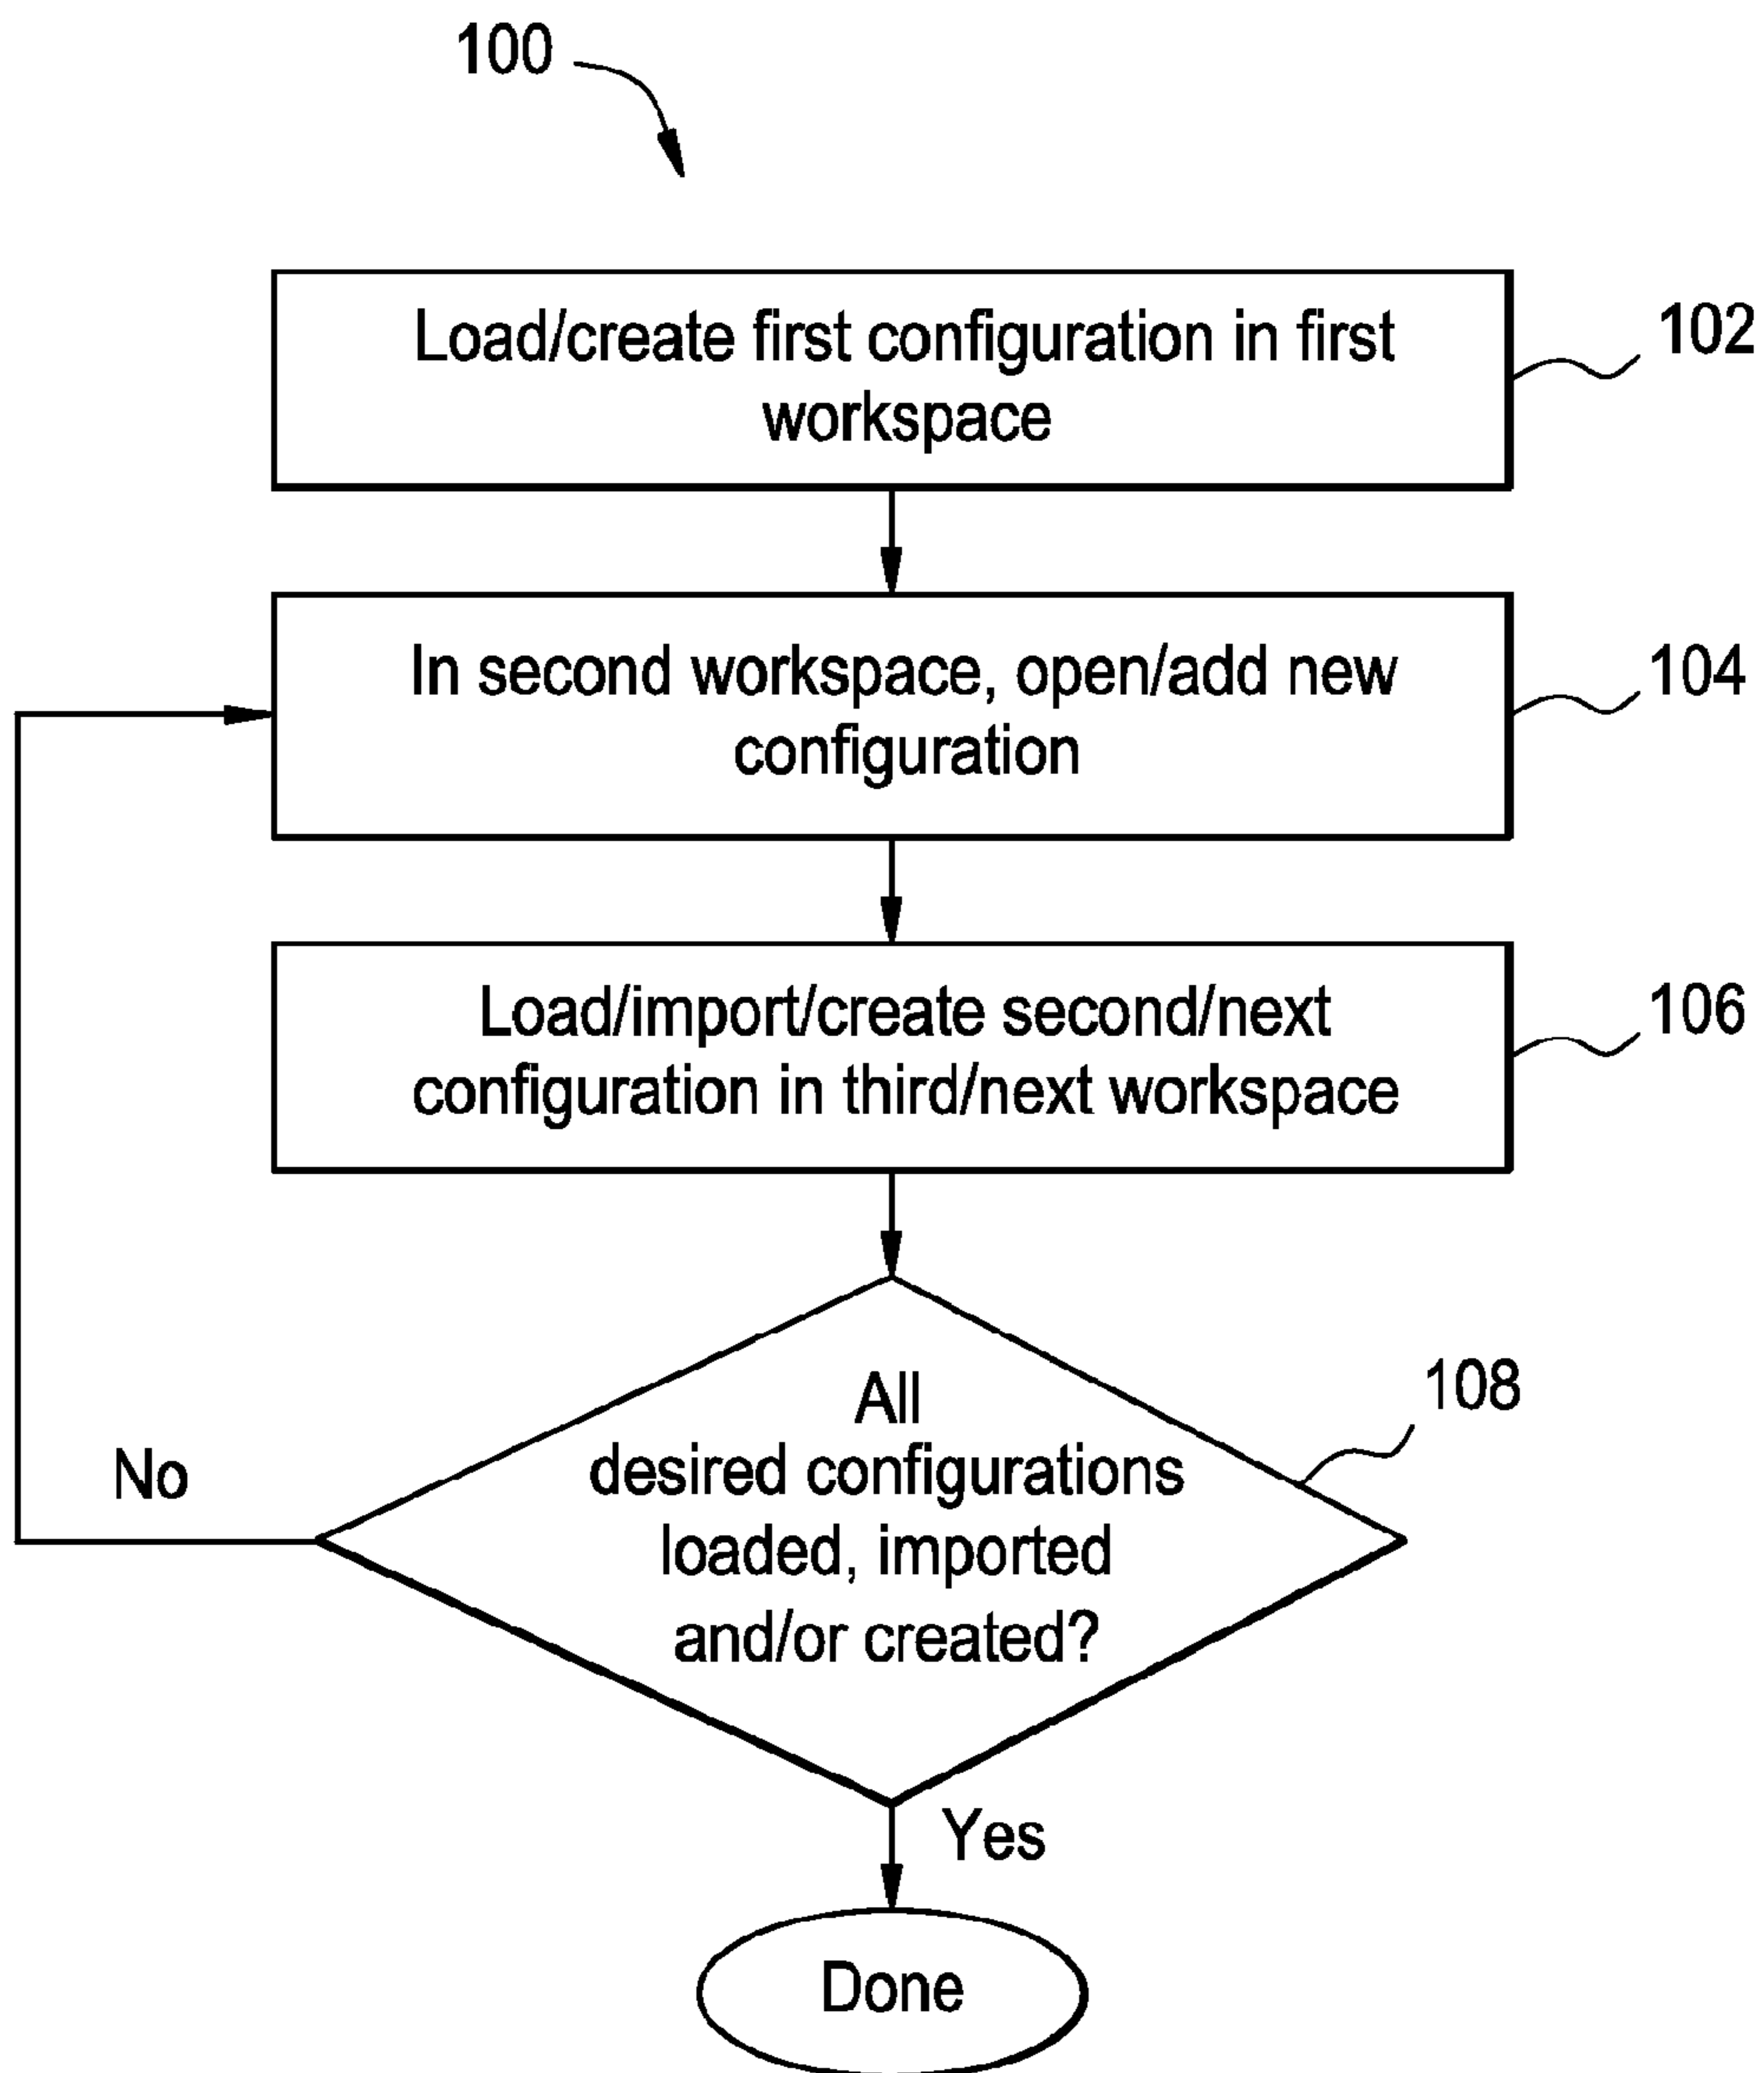 100
Load/create first configuration in first
workspace
102
In second workspace, open/add new
configuration
104
Load/import/create second/next
configuration in third/next workspace
106
All
desired configurations
loaded, imported
and/or created?
108
No
Yes
Done